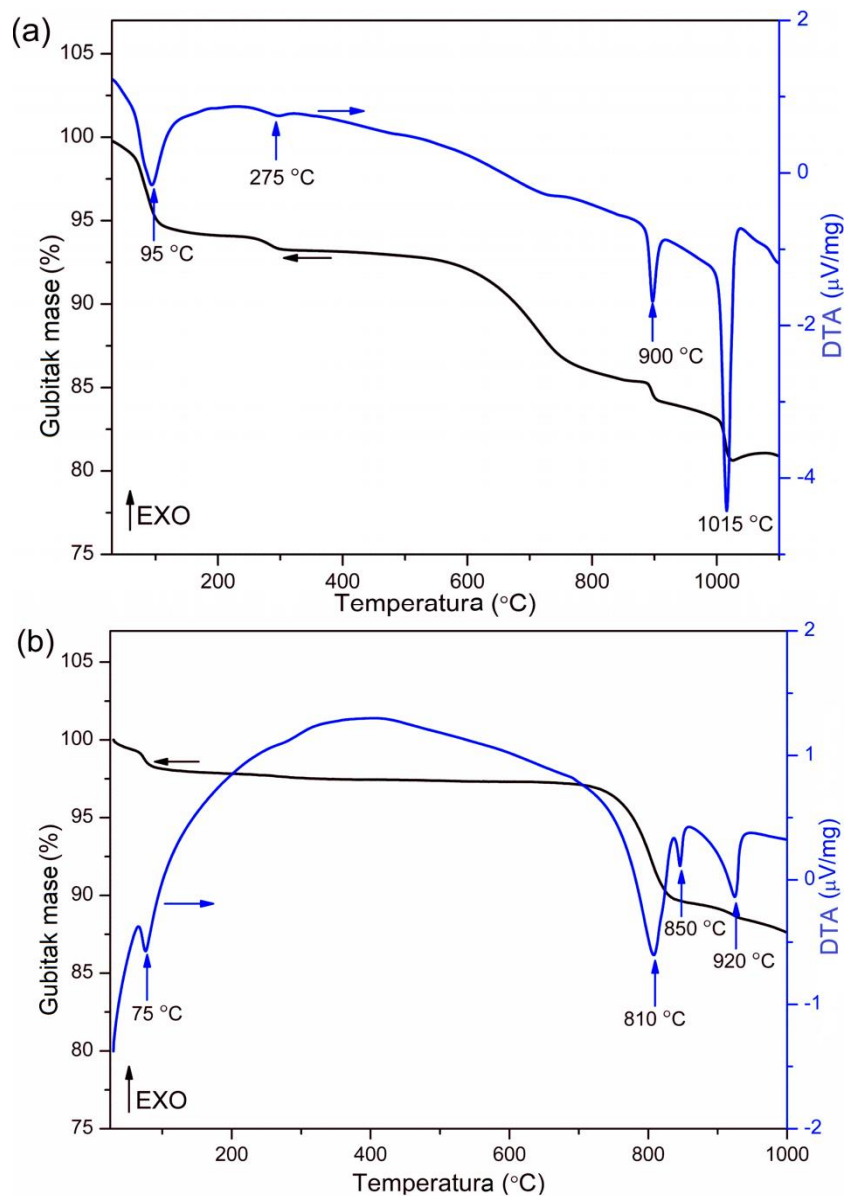 (a)
105
100
95
90
85
80
75
Gubitak mase (%)
2
0
-2
-4
DTA (µV/mg)
95 °C
275 °C
900 °C
1015 °C
EXO
200
400
600
800
1000
Temperatura (°C)
(b)
105
100
95
90
85
80
75
Gubitak mase (%)
2
1
0
-1
-2
DTA (µV/mg)
75 °C
810 °C
850 °C
920 °C
EXO
200
400
600
800
1000
Temperatura (°C)